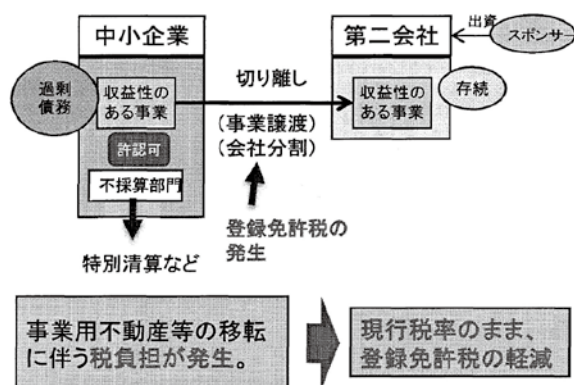 中小企業
第二会社
出資
スポンサー
過剰
債務
収益性の
ある事業
切り離し
収益性の
ある事業
存続
(事業譲渡)
(会社分割)
許認可
不採算部門
登録免許税の
発生
特別清算など
事業用不動産等の移転
に伴う税負担が発生。
現行税率のまま、
登録免許税の軽減